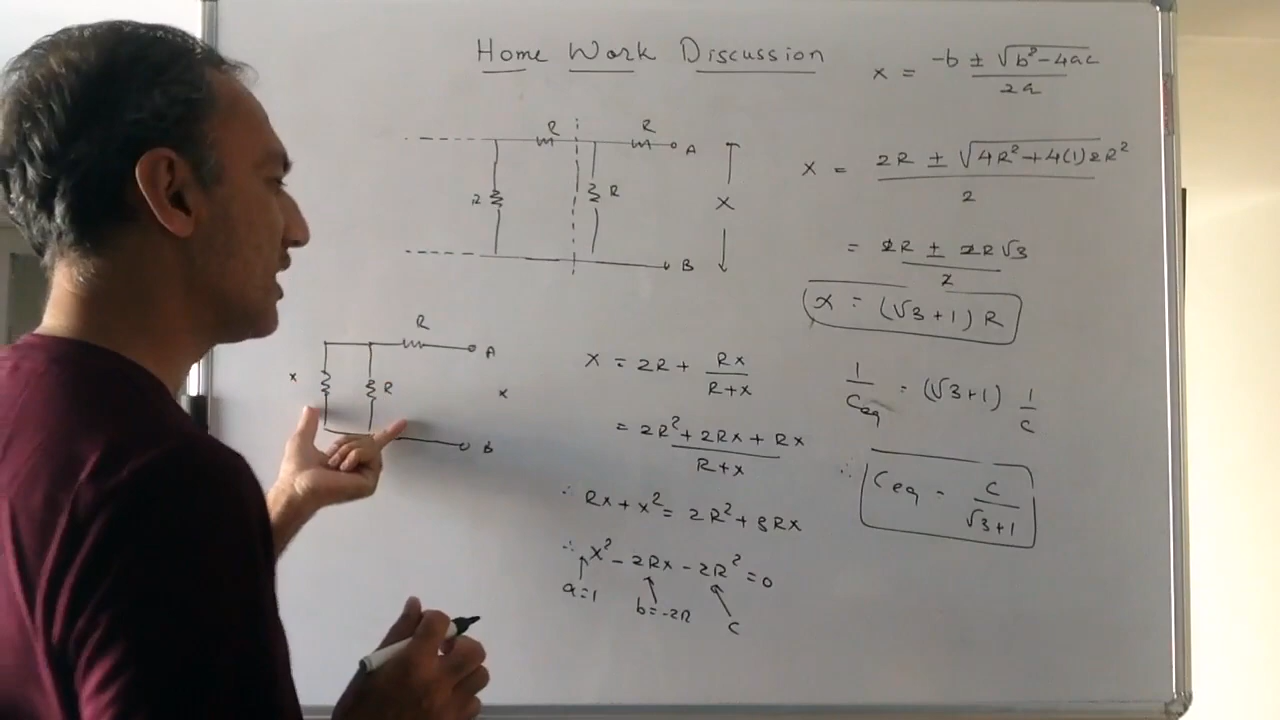 Home Work Discussion
R
R
A
R
R
X
B
R
A
x
R
x
B
x = 2R + Rx / R+x
= 2R² + 2Rx + Rx / R+x
∴ Rx + x² = 2R² + 3Rx
∴ x² - 2Rx - 2R² = 0
a=1
b=-2R
c
x = -b ± √b²-4ac / 2a
x = 2R ± √4R²+4(1)2R² / 2
= 2R ± 2R√3 / 2
x = (√3+1) R
1 / Ceq = (√3+1) 1 / C
∴ Ceq = C / √3+1